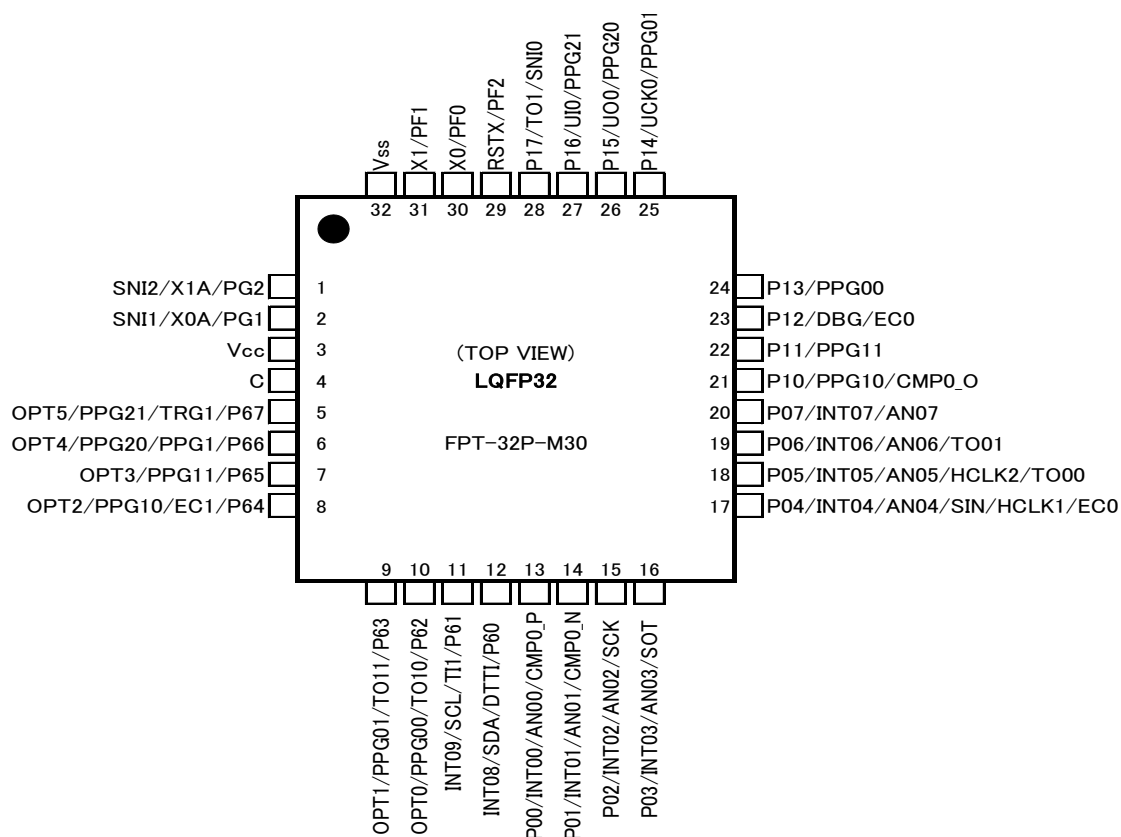 Vss
X1/PF1
X0/PF0
RSTX/PF2
P17/TO1/SNI0
P16/UI0/PPG21
P15/UO0/PPG20
P14/UCK0/PPG01
32 31 30 29 28 27 26 25
SNI2/X1A/PG2 1
SNI1/X0A/PG1 2
Vcc 3
C 4
OPT5/PPG21/TRG1/P67 5
OPT4/PPG20/PPG1/P66 6
OPT3/PPG11/P65 7
OPT2/PPG10/EC1/P64 8
(TOP VIEW)
LQFP32
FPT-32P-M30
24 P13/PPG00
23 P12/DBG/EC0
22 P11/PPG11
21 P10/PPG10/CMP0_O
20 P07/INT07/AN07
19 P06/INT06/AN06/TO01
18 P05/INT05/AN05/HCLK2/TO00
17 P04/INT04/AN04/SIN/HCLK1/EC0
9 10 11 12 13 14 15 16
OPT1/PPG01/TO11/P63
OPT0/PPG00/TO10/P62
INT09/SCL/TI1/P61
INT08/SDA/DTTI/P60
P00/INT00/AN00/CMP0_P
P01/INT01/AN01/CMP0_N
P02/INT02/AN02/SCK
P03/INT03/AN03/SOT